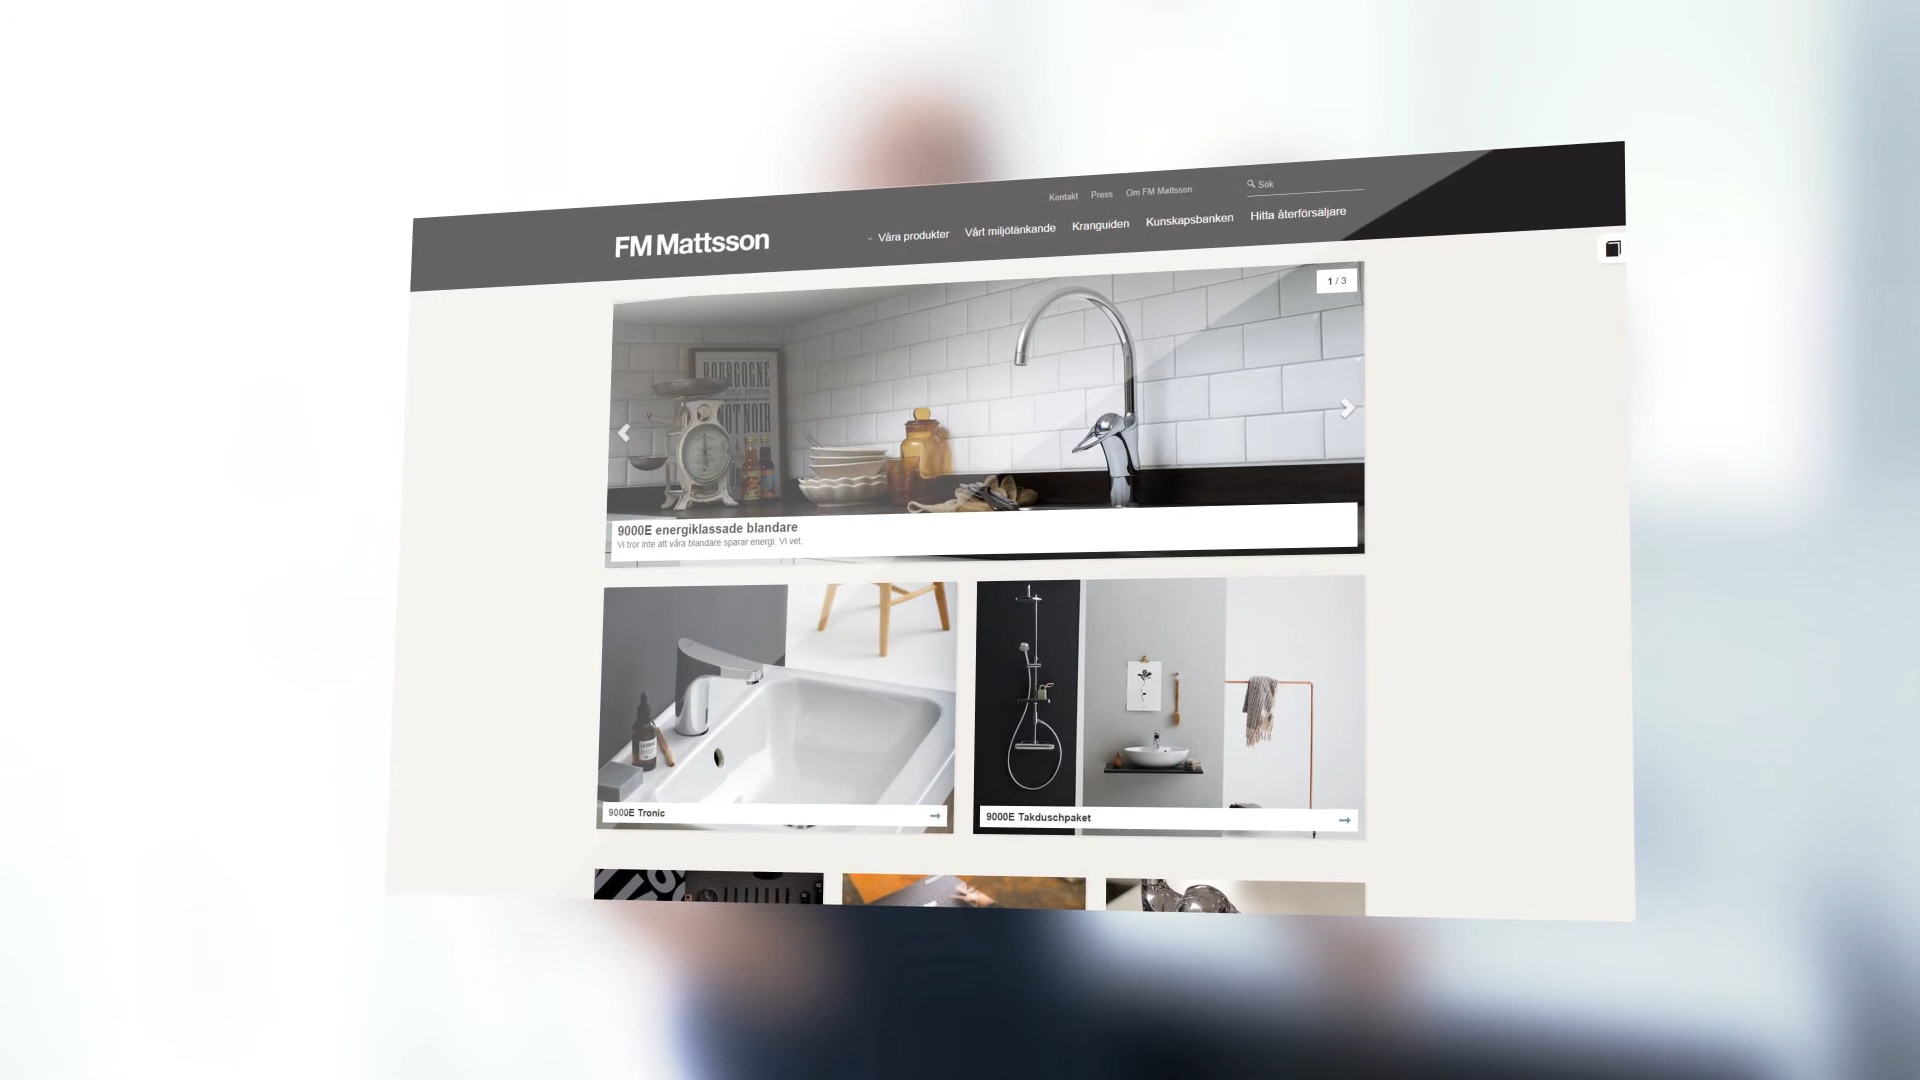 Kontakt Press Om FM Mattsson Sök
FM Mattsson
Våra produkter Vårt miljötänkande Kranguiden Kunskapsbanken Hitta återförsäljare
1 / 3
BOURGOGNE
NOIR
9000E energiklassade blandare
Vi tror inte att våra blandare sparar energi. Vi vet.
9000E Tronic
9000E Takduschpaket